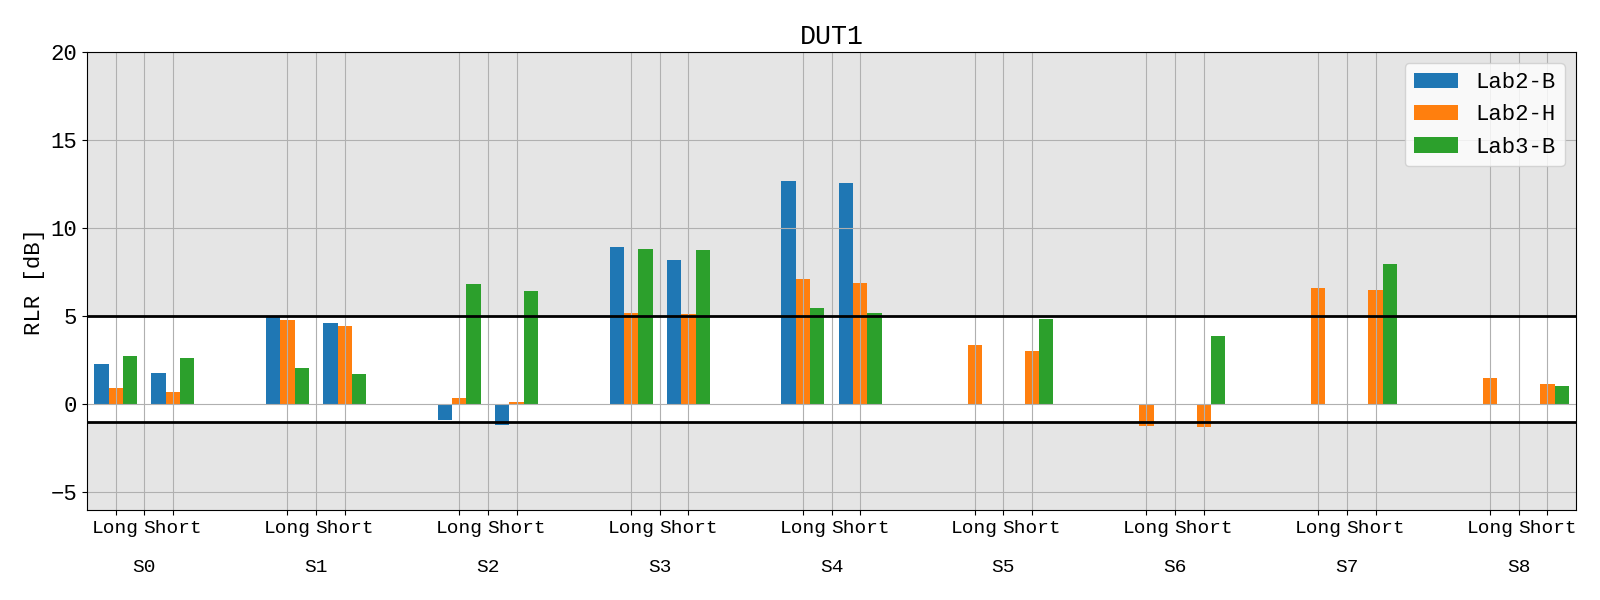 DUT1
20
15
10
5
0
−5
RLR [dB]
Lab2-B
Lab2-H
Lab3-B
Long Short Long Short Long Short Long Short Long Short Long Short Long Short Long Short Long Short
S0 S1 S2 S3 S4 S5 S6 S7 S8